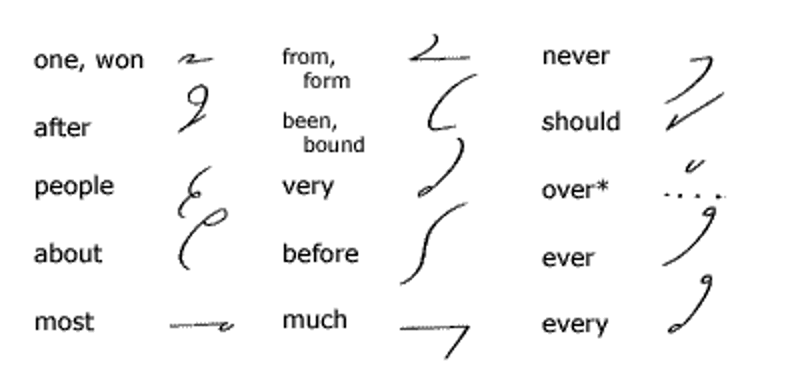 one, won
after
people
about
most
from,
form
been,
bound
very
before
much
never
should
over*
ever
every